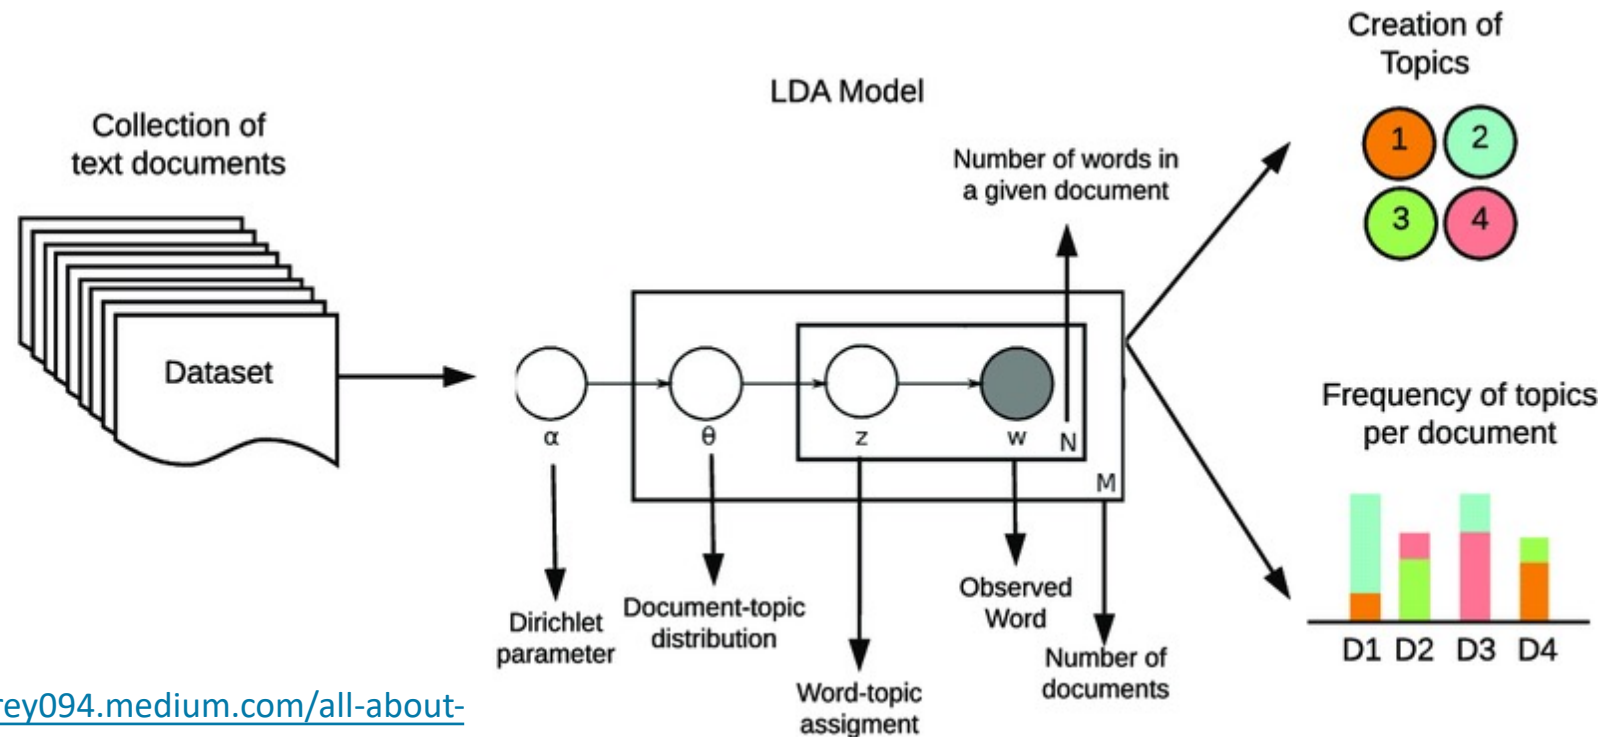 Collection of
text documents
Dataset
LDA Model
Number of words in
a given document
α
θ
z
w
N
M
Dirichlet
parameter
Document-topic
distribution
Word-topic
assigment
Observed
Word
Number of
documents
Creation of
Topics
1
2
3
4
Frequency of topics
per document
D1 D2 D3 D4
rey094.medium.com/all-about-